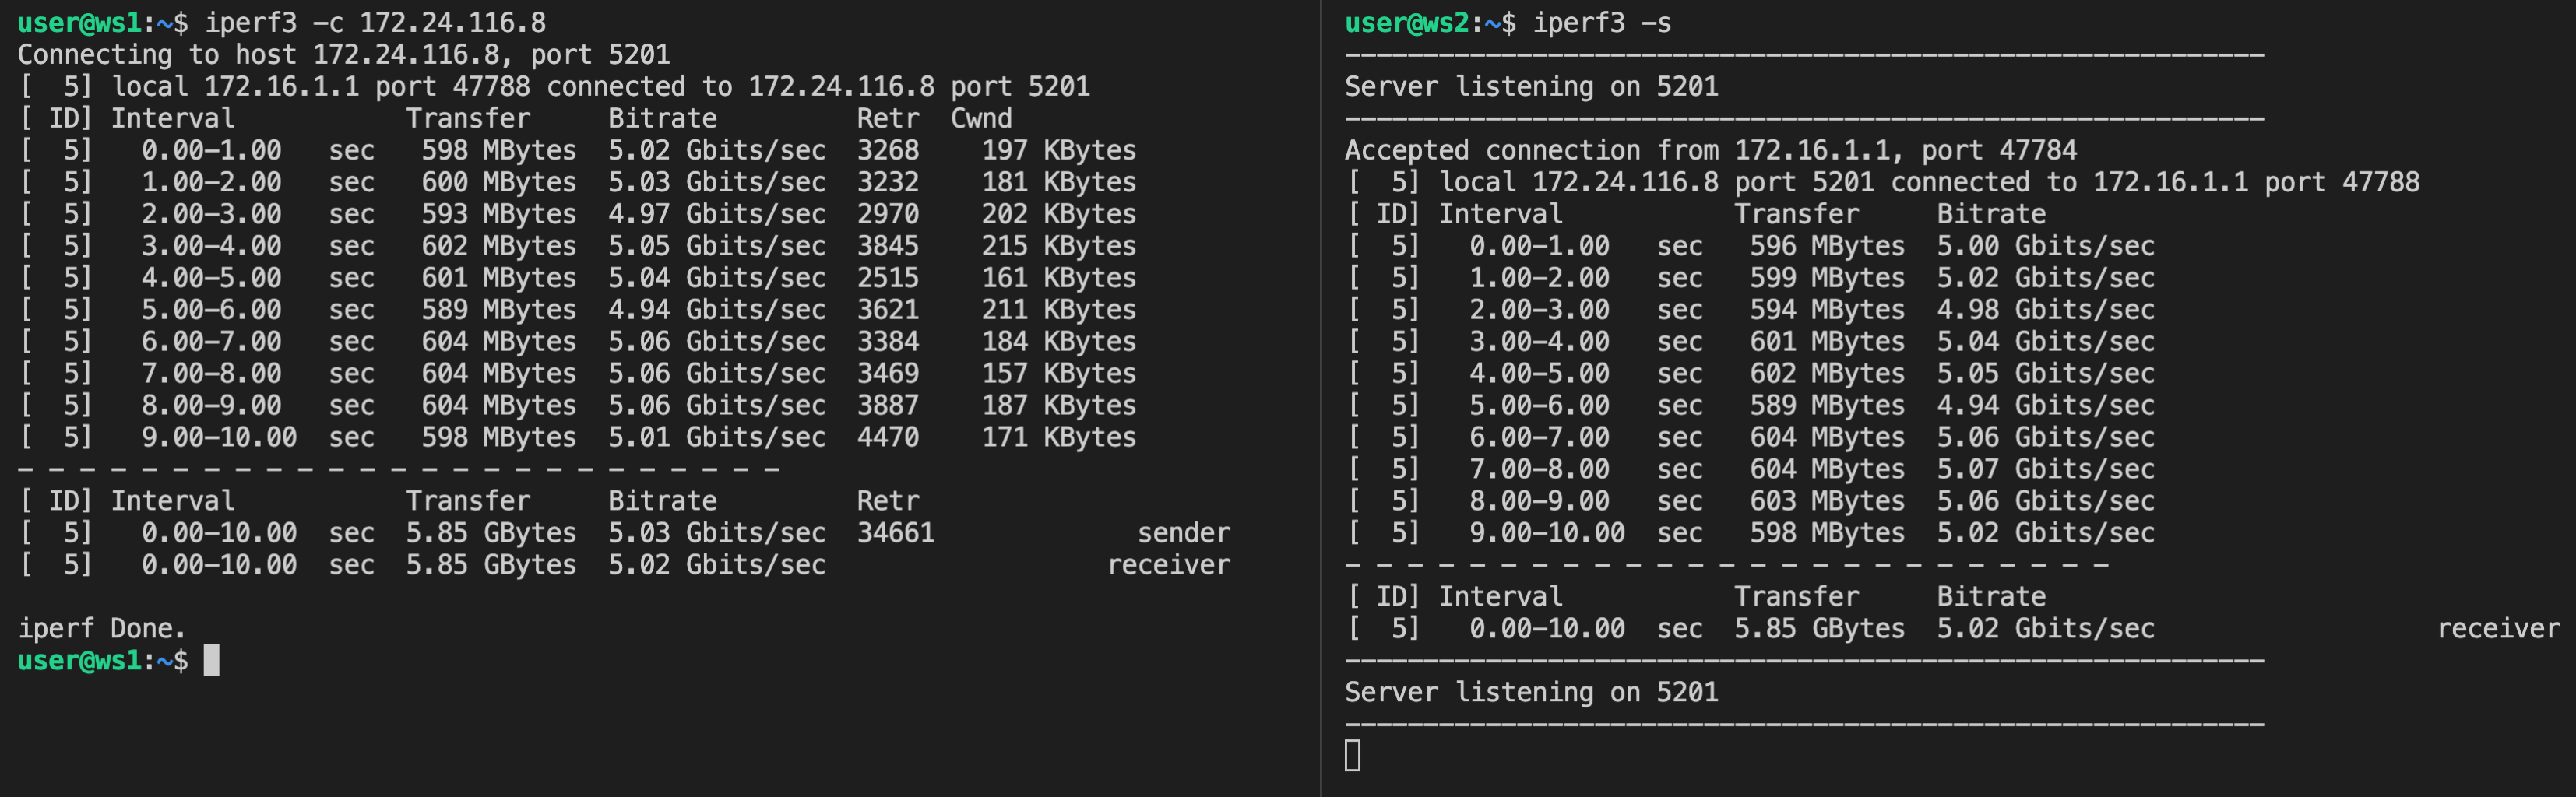 user@ws1:~$ iperf3 -c 172.24.116.8
Connecting to host 172.24.116.8, port 5201
[  5] local 172.16.1.1 port 47788 connected to 172.24.116.8 port 5201
[ ID] Interval           Transfer     Bitrate         Retr  Cwnd
[  5]   0.00-1.00   sec   598 MBytes  5.02 Gbits/sec  3268    197 KBytes
[  5]   1.00-2.00   sec   600 MBytes  5.03 Gbits/sec  3232    181 KBytes
[  5]   2.00-3.00   sec   593 MBytes  4.97 Gbits/sec  2970    202 KBytes
[  5]   3.00-4.00   sec   602 MBytes  5.05 Gbits/sec  3845    215 KBytes
[  5]   4.00-5.00   sec   601 MBytes  5.04 Gbits/sec  2515    161 KBytes
[  5]   5.00-6.00   sec   589 MBytes  4.94 Gbits/sec  3621    211 KBytes
[  5]   6.00-7.00   sec   604 MBytes  5.06 Gbits/sec  3384    184 KBytes
[  5]   7.00-8.00   sec   604 MBytes  5.06 Gbits/sec  3469    157 KBytes
[  5]   8.00-9.00   sec   604 MBytes  5.06 Gbits/sec  3887    187 KBytes
[  5]   9.00-10.00  sec   598 MBytes  5.01 Gbits/sec  4470    171 KBytes
- - - - - - - - - - - - - - - - - - - - - - - - -
[ ID] Interval           Transfer     Bitrate         Retr
[  5]   0.00-10.00  sec  5.85 GBytes  5.03 Gbits/sec  34661             sender
[  5]   0.00-10.00  sec  5.85 GBytes  5.02 Gbits/sec                  receiver
iperf Done.
user@ws1:~$
user@ws2:~$ iperf3 -s
-----------------------------------------------------------
Server listening on 5201
-----------------------------------------------------------
Accepted connection from 172.16.1.1, port 47784
[  5] local 172.24.116.8 port 5201 connected to 172.16.1.1 port 47788
[ ID] Interval           Transfer     Bitrate
[  5]   0.00-1.00   sec   596 MBytes  5.00 Gbits/sec
[  5]   1.00-2.00   sec   599 MBytes  5.02 Gbits/sec
[  5]   2.00-3.00   sec   594 MBytes  4.98 Gbits/sec
[  5]   3.00-4.00   sec   601 MBytes  5.04 Gbits/sec
[  5]   4.00-5.00   sec   602 MBytes  5.05 Gbits/sec
[  5]   5.00-6.00   sec   589 MBytes  4.94 Gbits/sec
[  5]   6.00-7.00   sec   604 MBytes  5.06 Gbits/sec
[  5]   7.00-8.00   sec   604 MBytes  5.07 Gbits/sec
[  5]   8.00-9.00   sec   603 MBytes  5.06 Gbits/sec
[  5]   9.00-10.00  sec   598 MBytes  5.02 Gbits/sec
- - - - - - - - - - - - - - - - - - - - - - - - -
[ ID] Interval           Transfer     Bitrate
[  5]   0.00-10.00  sec  5.85 GBytes  5.02 Gbits/sec                  receiver
-----------------------------------------------------------
Server listening on 5201
-----------------------------------------------------------